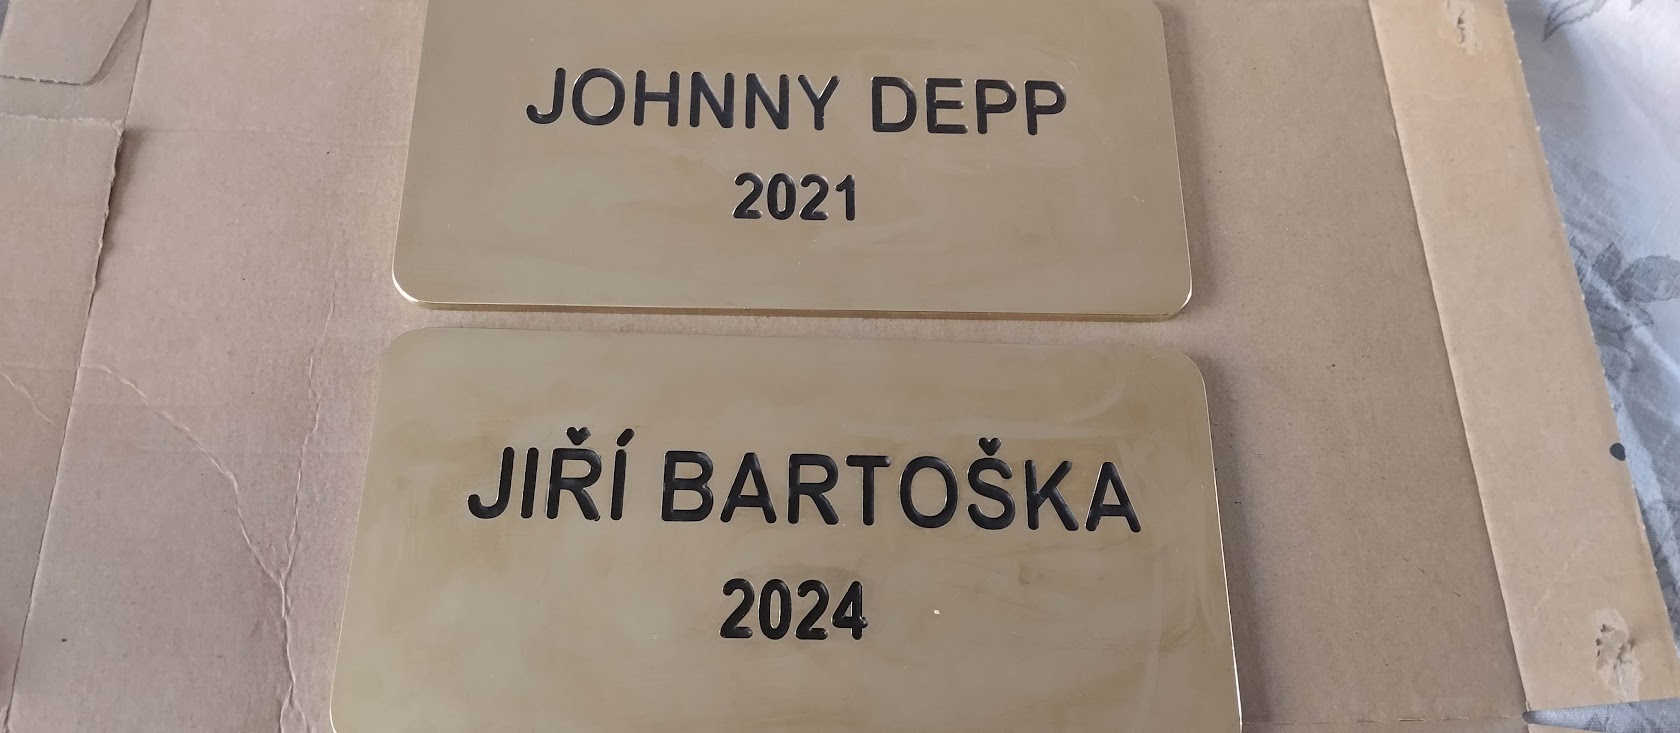 JOHNNY DEPP
2021
JIŘÍ BARTOŠKA
2024